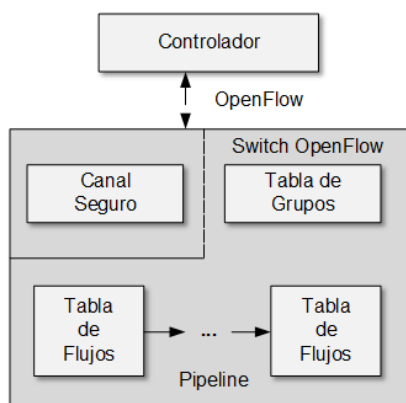 Controlador
OpenFlow
Switch OpenFlow
Canal
Seguro
Tabla de
Grupos
Tabla
de
Flujos
...
Tabla
de
Flujos
Pipeline